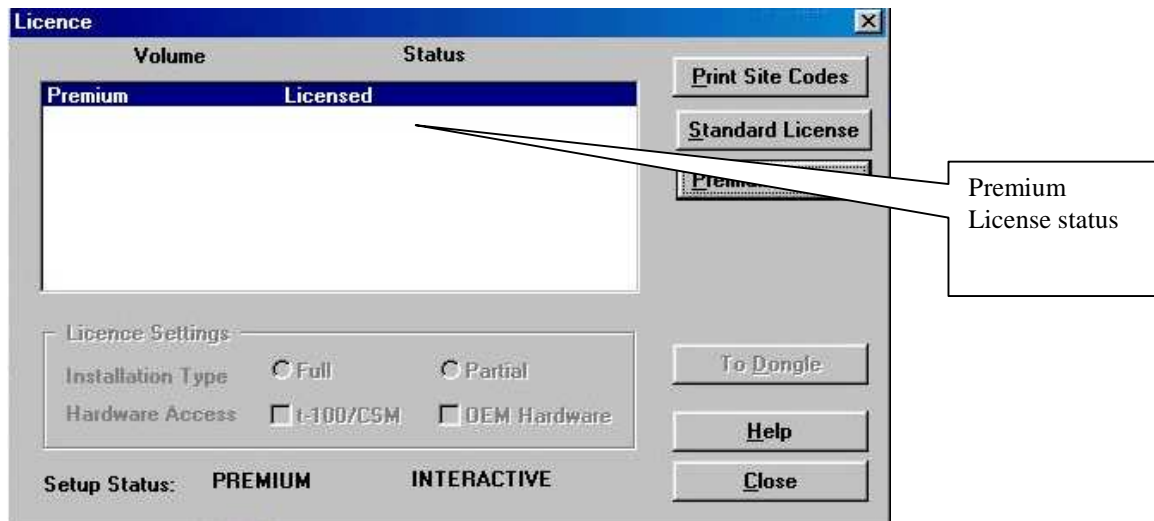 Licence
Volume Status
Premium Licensed
Print Site Codes
Standard License
Premium
License status
Licence Settings
Installation Type Full Partial
Hardware Access t-100/CSM OEM Hardware
To Dongle
Help
Setup Status: PREMIUM INTERACTIVE
Close